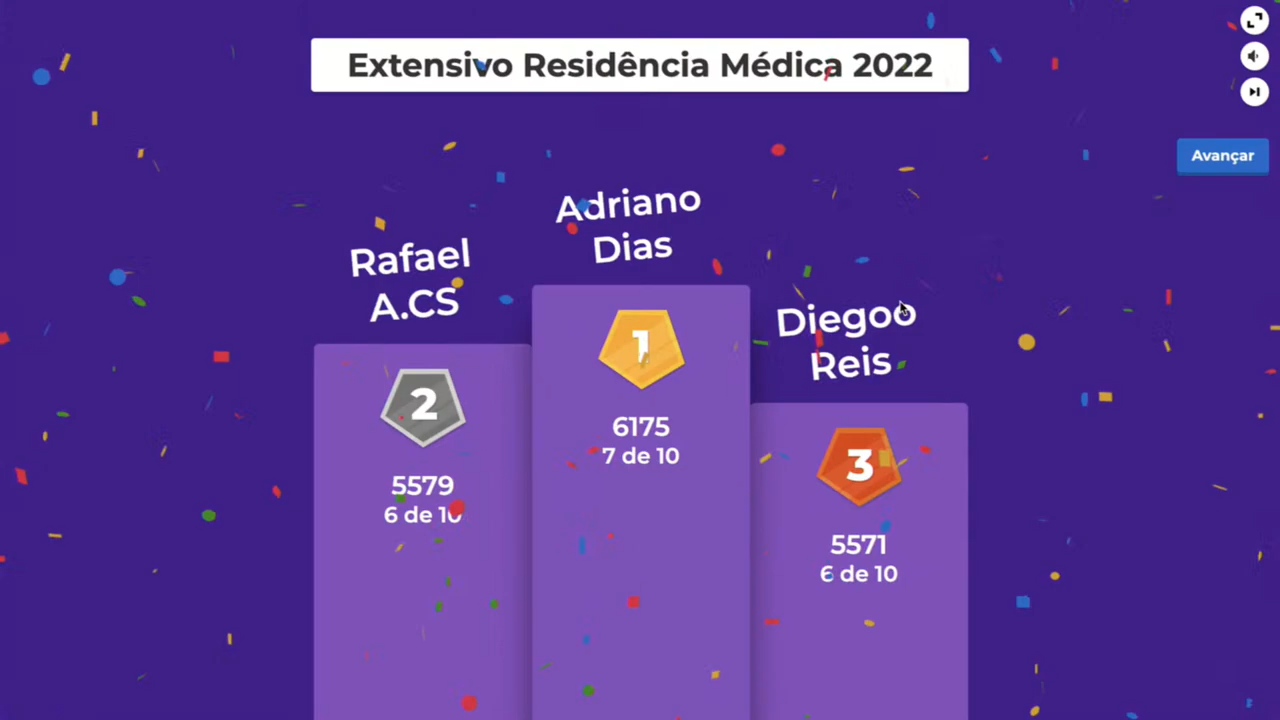 Extensivo Residência Médica 2022
Avançar
Adriano
Dias
Rafael
A.CS
Diegoo
Reis
1
6175
7 de 10
2
5579
6 de 10
3
5571
6 de 10